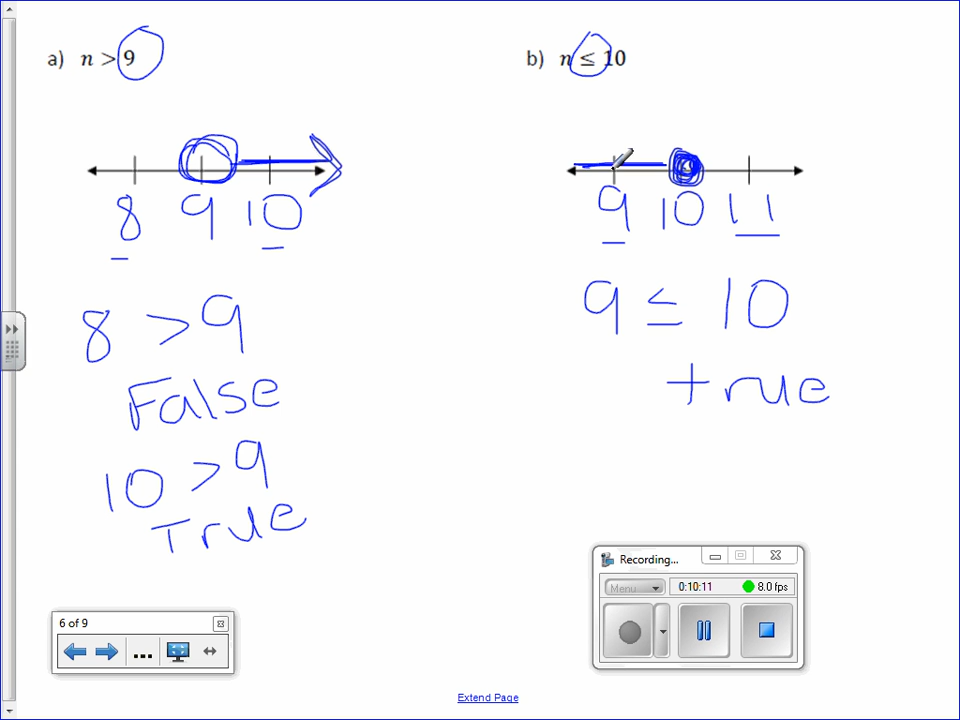 a) n > 9
8 9 10
8 > 9
False
10 > 9
True
b) n ≤ 10
9 10 11
9 ≤ 10
true
Recording...
Menu
0:10:11
8.0 fps
6 of 9
...
Extend Page